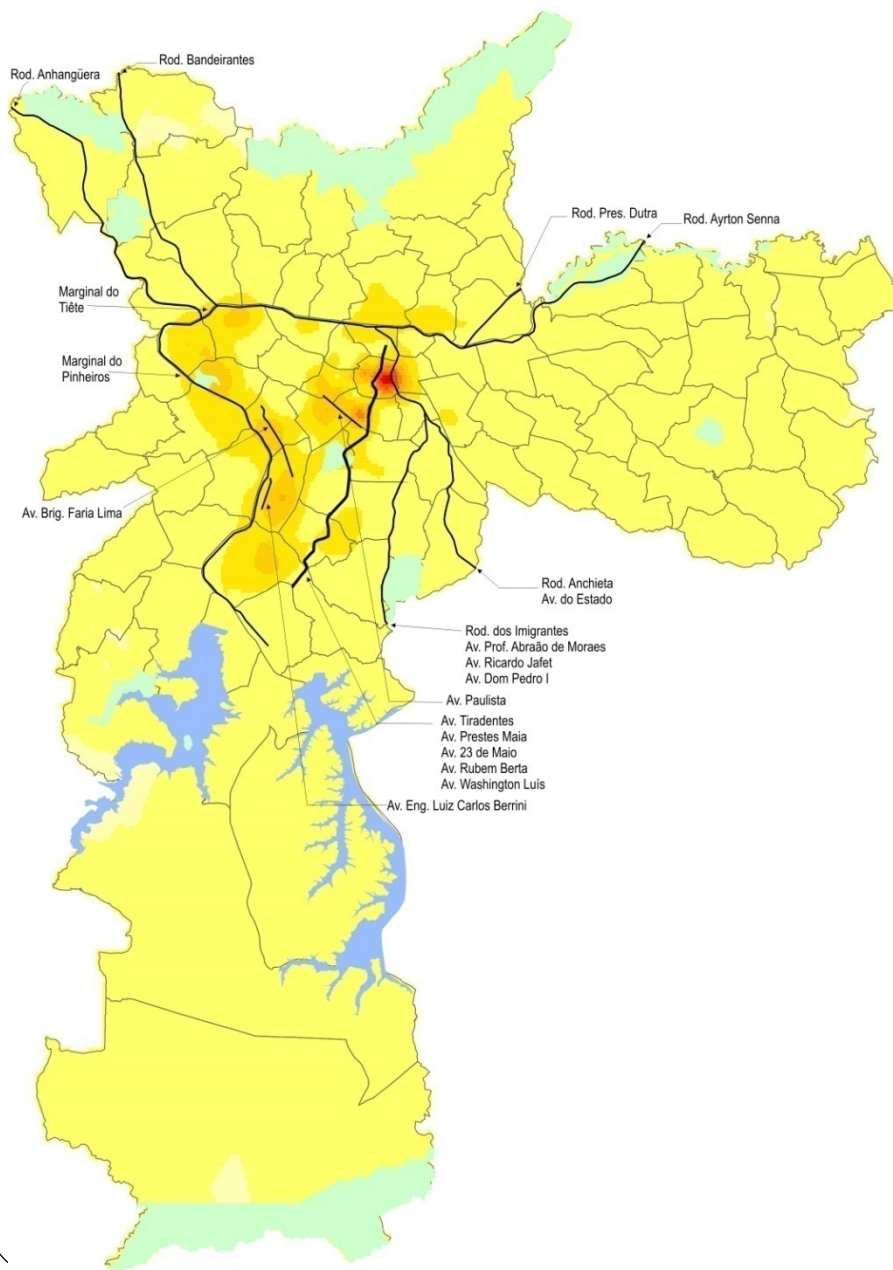 Rod. Bandeirantes
Rod. Anhangüera
Rod. Pres. Dutra
Rod. Ayrton Senna
Marginal do
Tiête
Marginal do
Pinheiros
Av. Brig. Faria Lima
Rod. Anchieta
Av. do Estado
Rod. dos Imigrantes
Av. Prof. Abraão de Moraes
Av. Ricardo Jafet
Av. Dom Pedro I
Av. Paulista
Av. Tiradentes
Av. Prestes Maia
Av. 23 de Maio
Av. Rubem Berta
Av. Washington Luís
Av. Eng. Luiz Carlos Berrini